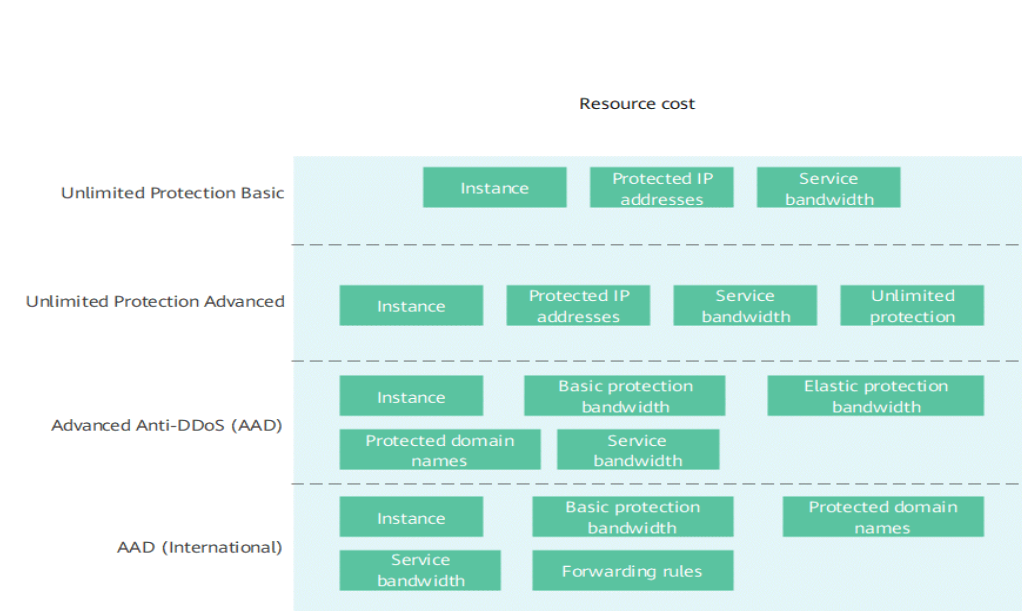 Resource cost
Unlimited Protection Basic
Instance
Protected IP
addresses
Service
bandwidth
Unlimited Protection Advanced
Instance
Protected IP
addresses
Service
bandwidth
Unlimited
protection
Advanced Anti-DDoS (AAD)
Instance
Basic protection
bandwidth
Elastic protection
bandwidth
Protected domain
names
Service
bandwidth
AAD (International)
Instance
Basic protection
bandwidth
Protected domain
names
Service
bandwidth
Forwarding rules